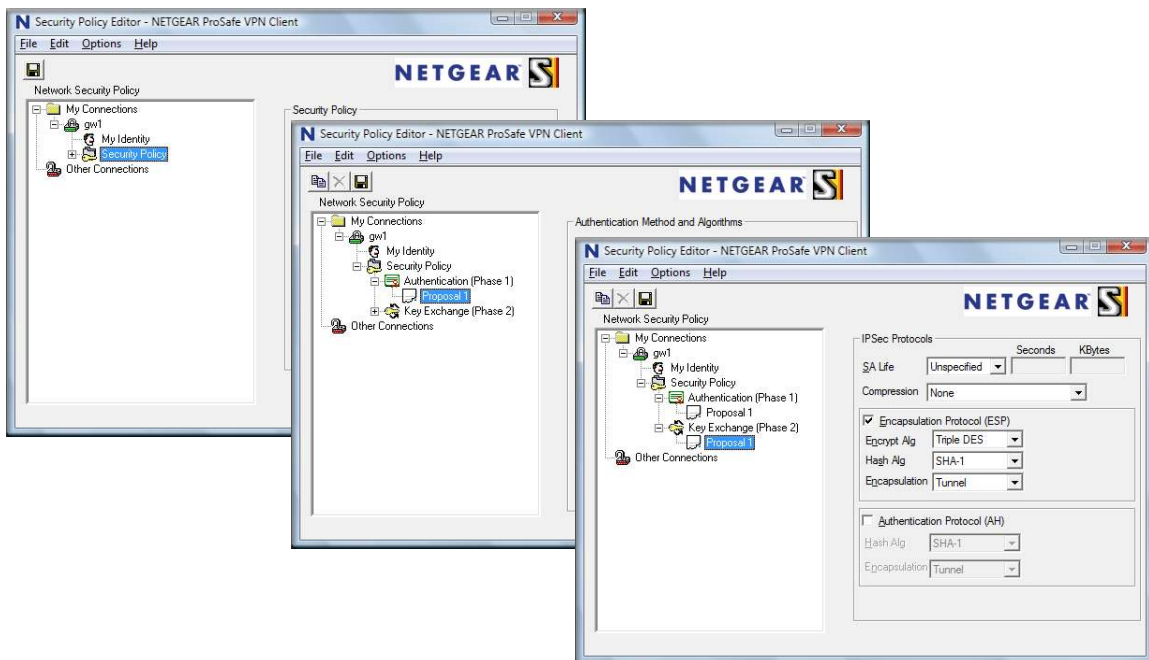 Security Policy Editor - NETGEAR ProSafe VPN Client
File Edit Options Help
NETGEAR
Network Security Policy
My Connections
gw1
My Identity
Security Policy
Other Connections
Security Policy
Security Policy Editor - NETGEAR ProSafe VPN Client
File Edit Options Help
NETGEAR
Network Security Policy
My Connections
gw1
My Identity
Security Policy
Authentication (Phase 1)
Proposal 1
Key Exchange (Phase 2)
Other Connections
Authentication Method and Algorithms
Security Policy Editor - NETGEAR ProSafe VPN Client
File Edit Options Help
NETGEAR
Network Security Policy
My Connections
gw1
My Identity
Security Policy
Authentication (Phase 1)
Proposal 1
Key Exchange (Phase 2)
Proposal 1
Other Connections
IPSec Protocols
Seconds KBytes
SA Life Unspecified
Compression None
Encapsulation Protocol (ESP)
Encrypt Alg Triple DES
Hash Alg SHA-1
Encapsulation Tunnel
Authentication Protocol (AH)
Hash Alg SHA-1
Encapsulation Tunnel